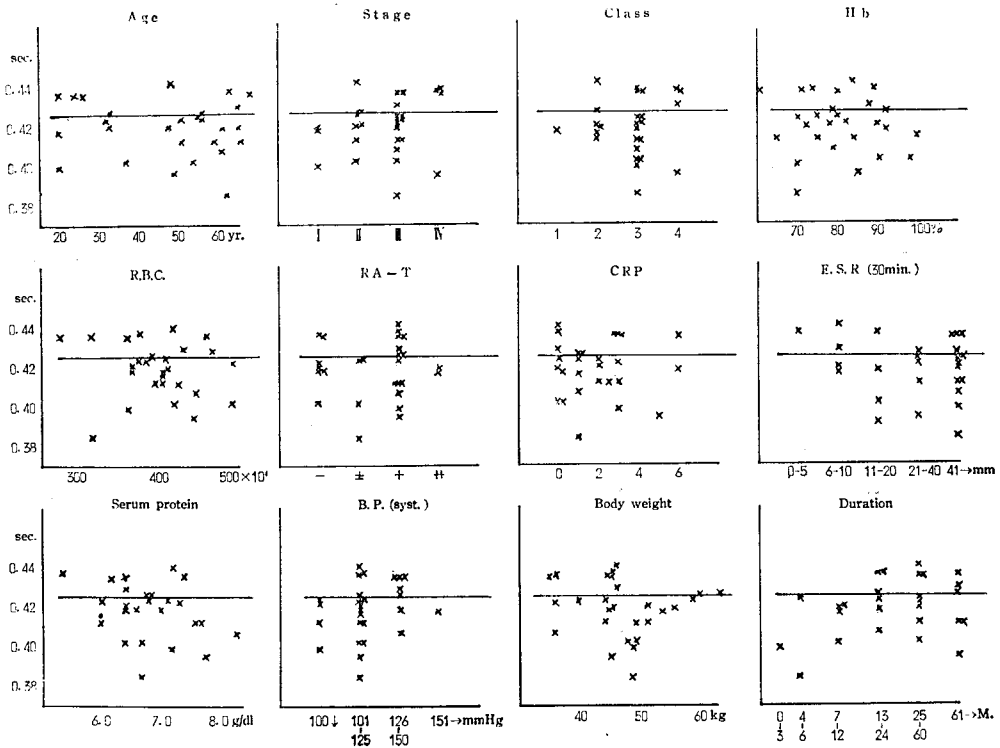 Age Stage Class Hb
sec.
0.44
0.42
0.40
0.38
20 30 40 50 60 yr. Ⅰ Ⅱ Ⅲ Ⅳ 1 2 3 4 70 80 90 100%
R.B.C. RA-T CRP E.S.R (30min.)
sec.
0.44
0.42
0.40
0.38
300 400 500×10⁴ - ± + ++ 0 2 4 6 0-5 6-10 11-20 21-40 41→mm
Serum protein B.P. (syst.) Body weight Duration
sec.
0.44
0.42
0.40
0.38
6.0 7.0 8.0 g/dl 100↓ 101-125 126-150 151→mmHg 40 50 60 kg 0-3 4-6 7-12 13-24 25-60 61→M.